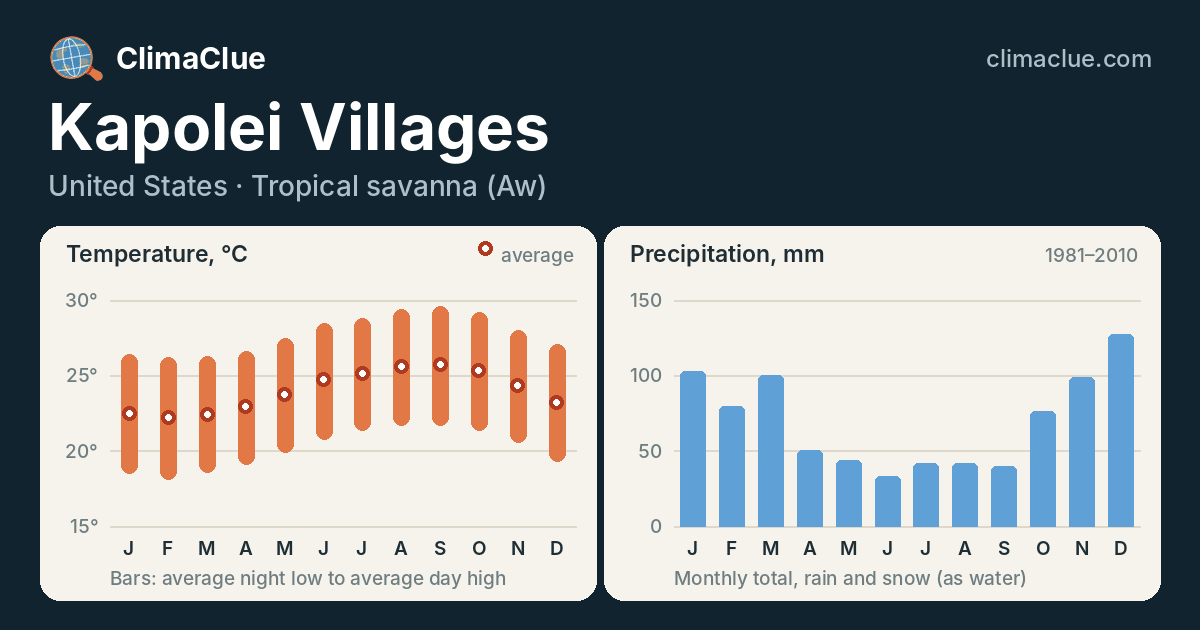 ClimaClue
climaclue.com
Kapolei Villages
United States · Tropical savanna (Aw)
Temperature, °C
average
30°
25°
20°
15°
J F M A M J J A S O N D
Bars: average night low to average day high
Precipitation, mm
1981–2010
150
100
50
0
J F M A M J J A S O N D
Monthly total, rain and snow (as water)